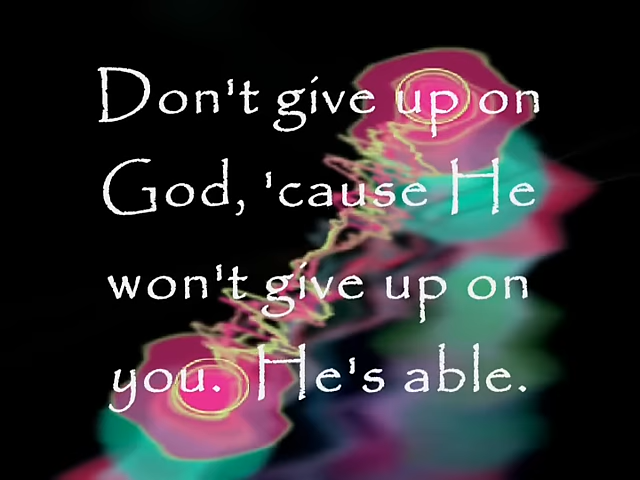 Don't give up on
God, 'cause He
won't give up on
you. He's able.